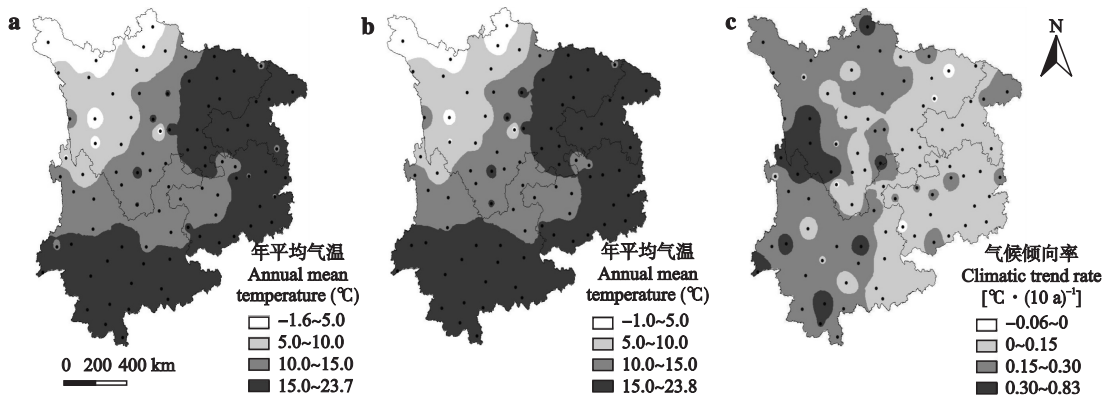 a
年平均气温
Annual mean
temperature (℃)
−1.6~5.0
5.0~10.0
10.0~15.0
15.0~23.7
0 200 400 km
b
年平均气温
Annual mean
temperature (℃)
−1.0~5.0
5.0~10.0
10.0~15.0
15.0~23.8
c
N
气候倾向率
Climatic trend rate
[℃·(10 a)⁻¹]
−0.06~0
0~0.15
0.15~0.30
0.30~0.83